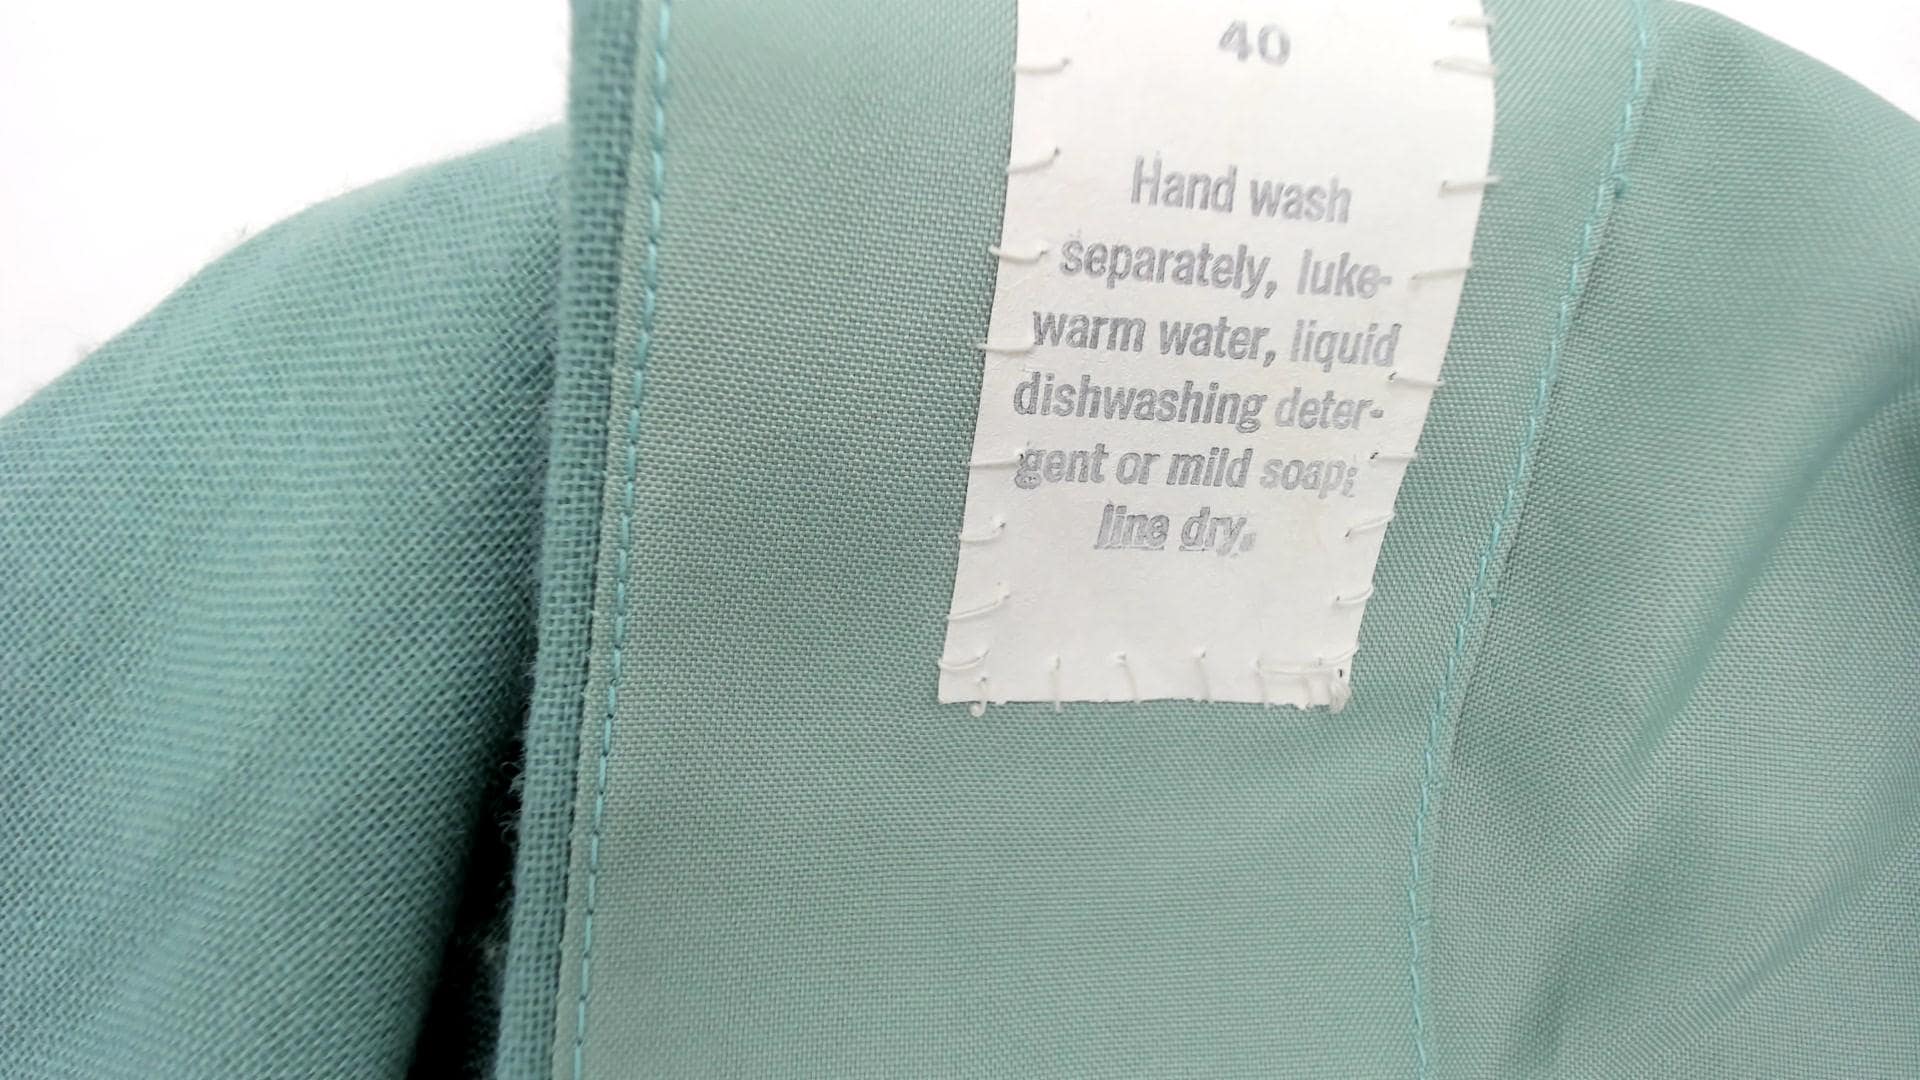 40
Hand wash
separately, luke-
warm water, liquid
dishwashing deter-
gent or mild soap;
line dry.